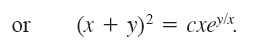 or (x + y)² = cxe^{y/x}.